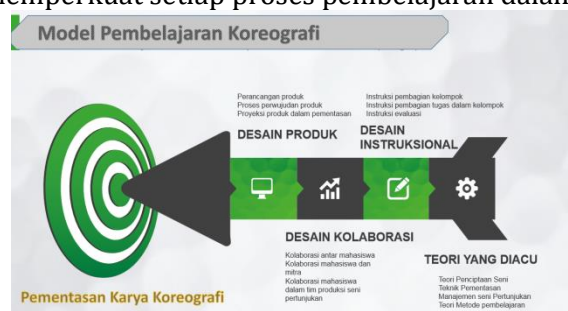 memperkuat setiap proses pembelajaran dalam
Model Pembelajaran Koreografi
Perancangan produk
Proses perwujudan produk
Proyeksi produk dalam pementasan
DESAIN PRODUK
Instruksi pembagian kelompok
Instruksi pembagian tugas dalam kelompok
Instruksi evaluasi
DESAIN
INSTRUKSIONAL
DESAIN KOLABORASI
Kolaborasi antar mahasiswa
Kolaborasi mahasiswa dan
mitra
Kolaborasi mahasiswa
dalam tim produksi seni
pertunjukan
TEORI YANG DIACU
Teori Penciptaan Seni
Teknik Pementasan
Manajemen seni Pertunjukan
Teori Metode pembelajaran
Pementasan Karya Koreografi